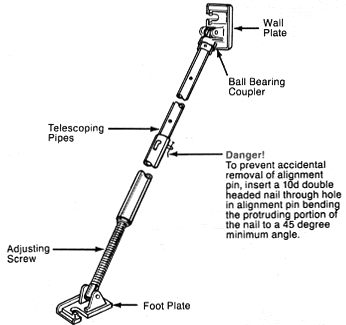 Wall
Plate
Ball Bearing
Coupler
Telescoping
Pipes
Danger!
To prevent accidental
removal of alignment
pin, insert a 10d double
headed nail through hole
in alignment pin bending
the protruding portion of
the nail to a 45 degree
minimum angle.
Adjusting
Screw
Foot Plate